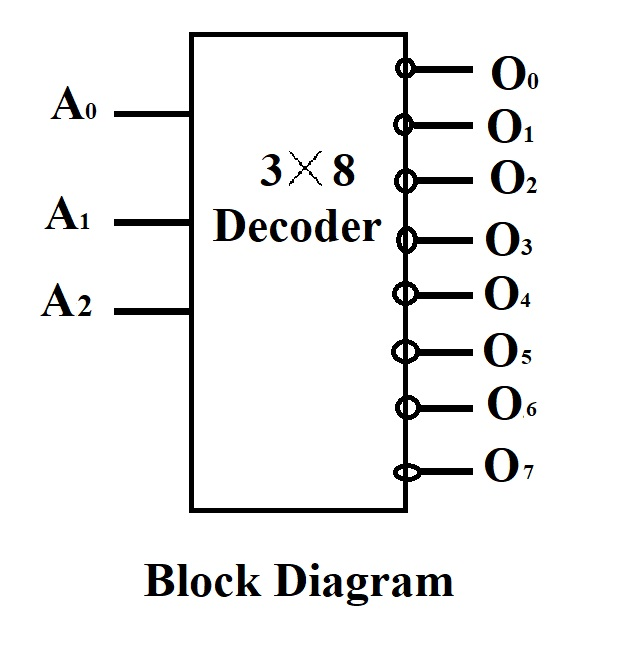 A0
A1
A2
3×8
Decoder
O0
O1
O2
O3
O4
O5
O6
O7
Block Diagram